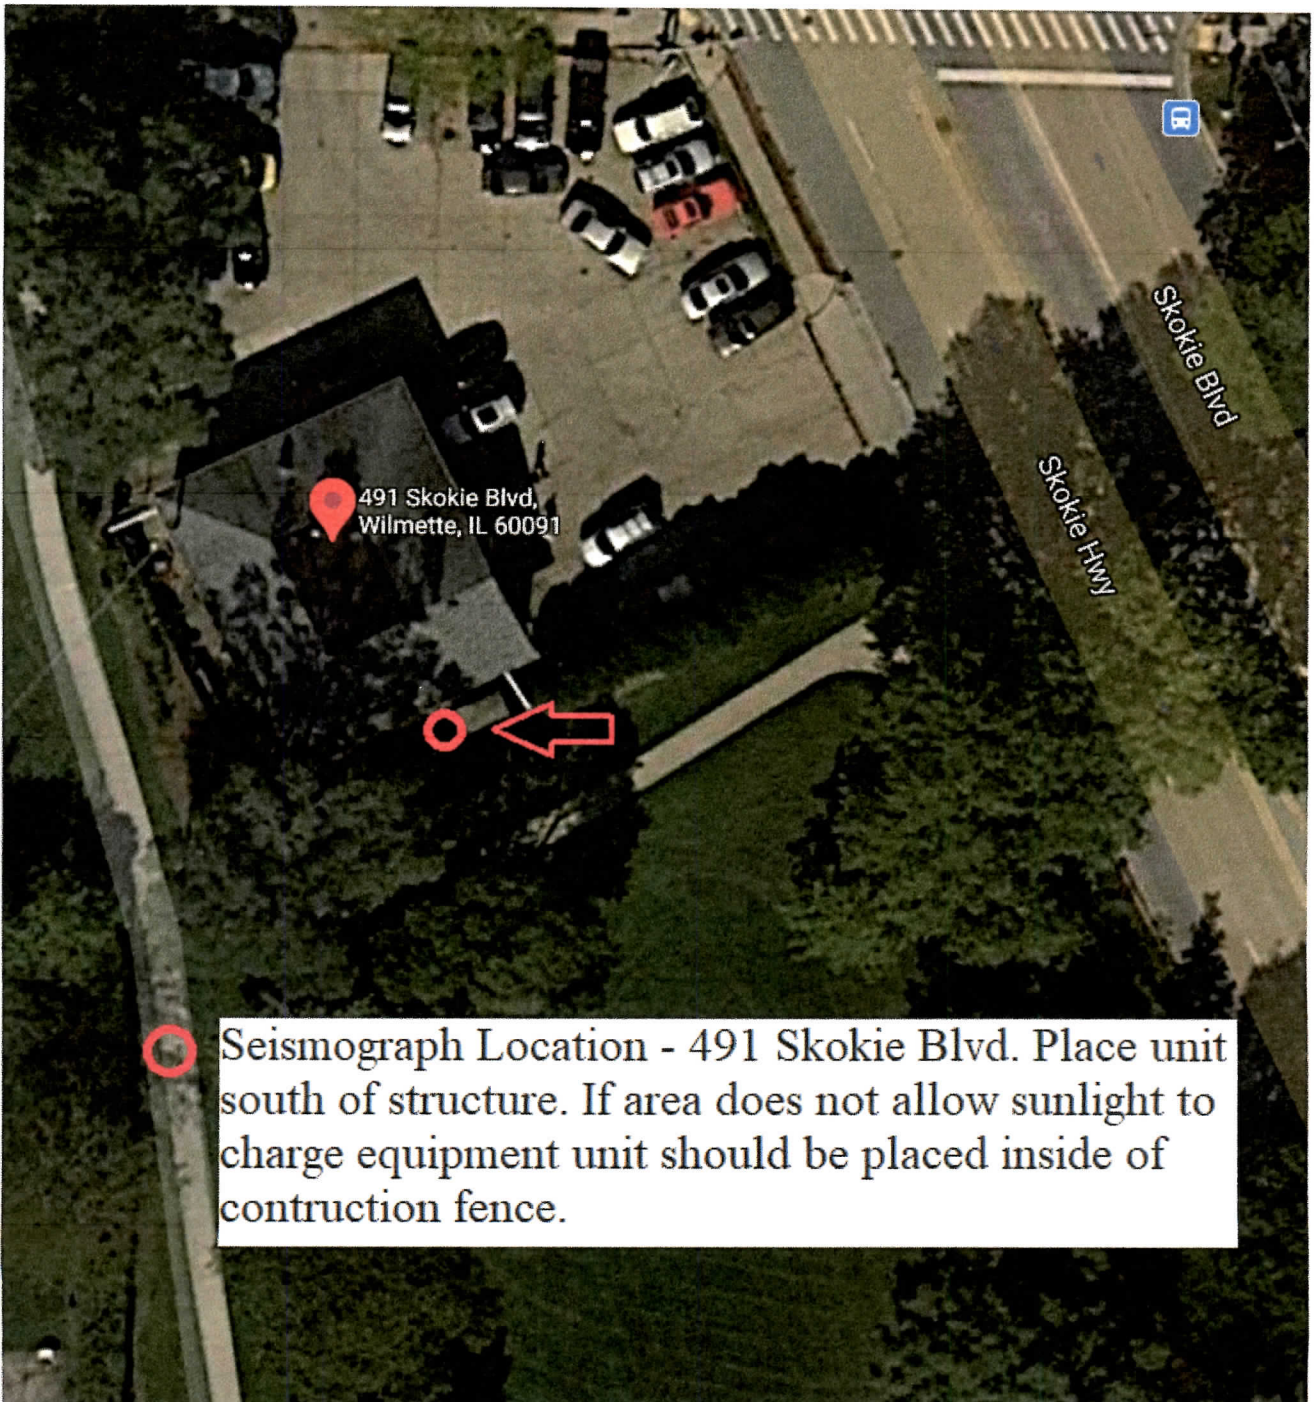 Skokie Blvd
Skokie Hwy
491 Skokie Blvd,
Wilmette, IL 60091
Seismograph Location - 491 Skokie Blvd. Place unit
south of structure. If area does not allow sunlight to
charge equipment unit should be placed inside of
contruction fence.